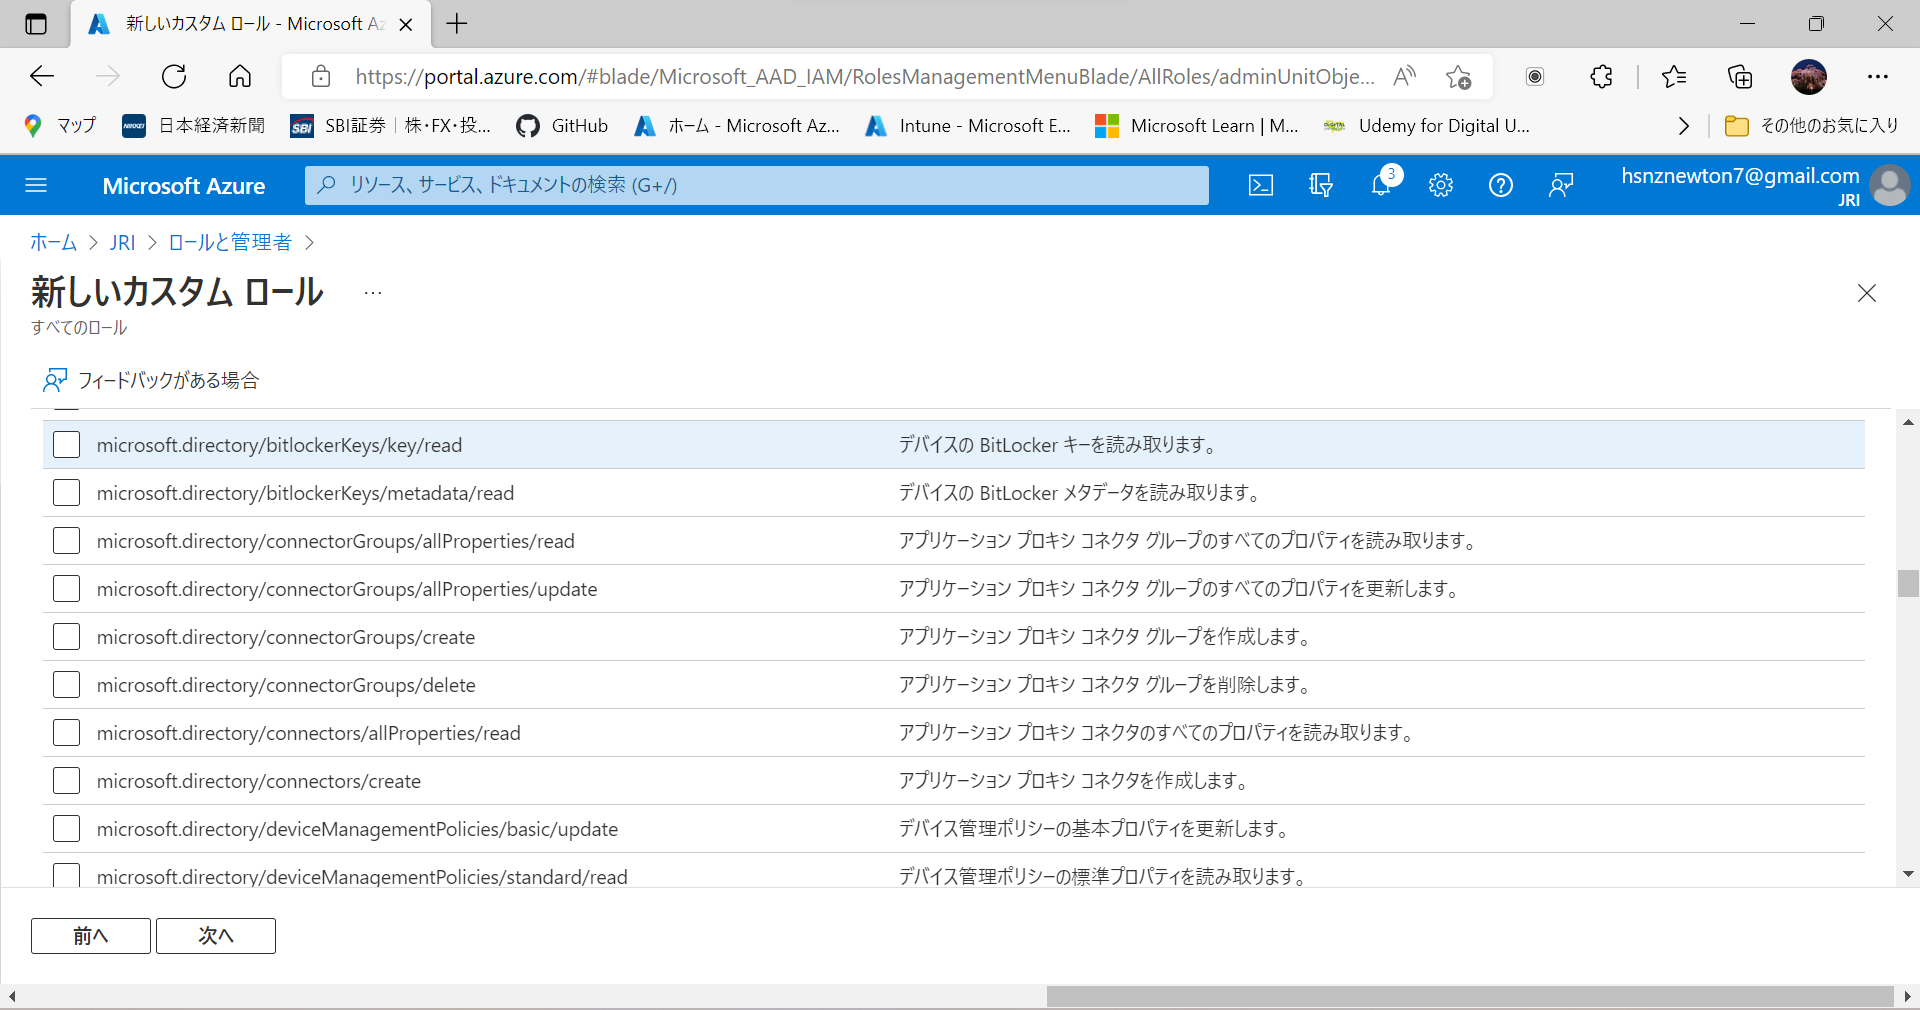 新しいカスタム ロール - Microsoft Az
https://portal.azure.com/#blade/Microsoft_AAD_IAM/RolesManagementMenuBlade/AllRoles/adminUnitObje...
マップ 日本経済新聞 SBI証券｜株・FX・投... GitHub ホーム - Microsoft Az... Intune - Microsoft E... Microsoft Learn | M... Udemy for Digital U... その他のお気に入り
Microsoft Azure リソース、サービス、ドキュメントの検索 (G+/) 3 hsnznewton7@gmail.com
JRI
ホーム > JRI > ロールと管理者 >
新しいカスタム ロール ...
すべてのロール
フィードバックがある場合
microsoft.directory/bitlockerKeys/key/read デバイスの BitLocker キーを読み取ります。
microsoft.directory/bitlockerKeys/metadata/read デバイスの BitLocker メタデータを読み取ります。
microsoft.directory/connectorGroups/allProperties/read アプリケーション プロキシ コネクタ グループのすべてのプロパティを読み取ります。
microsoft.directory/connectorGroups/allProperties/update アプリケーション プロキシ コネクタ グループのすべてのプロパティを更新します。
microsoft.directory/connectorGroups/create アプリケーション プロキシ コネクタ グループを作成します。
microsoft.directory/connectorGroups/delete アプリケーション プロキシ コネクタ グループを削除します。
microsoft.directory/connectors/allProperties/read アプリケーション プロキシ コネクタのすべてのプロパティを読み取ります。
microsoft.directory/connectors/create アプリケーション プロキシ コネクタを作成します。
microsoft.directory/deviceManagementPolicies/basic/update デバイス管理ポリシーの基本プロパティを更新します。
microsoft.directory/deviceManagementPolicies/standard/read デバイス管理ポリシーの標準プロパティを読み取ります。
前へ 次へ